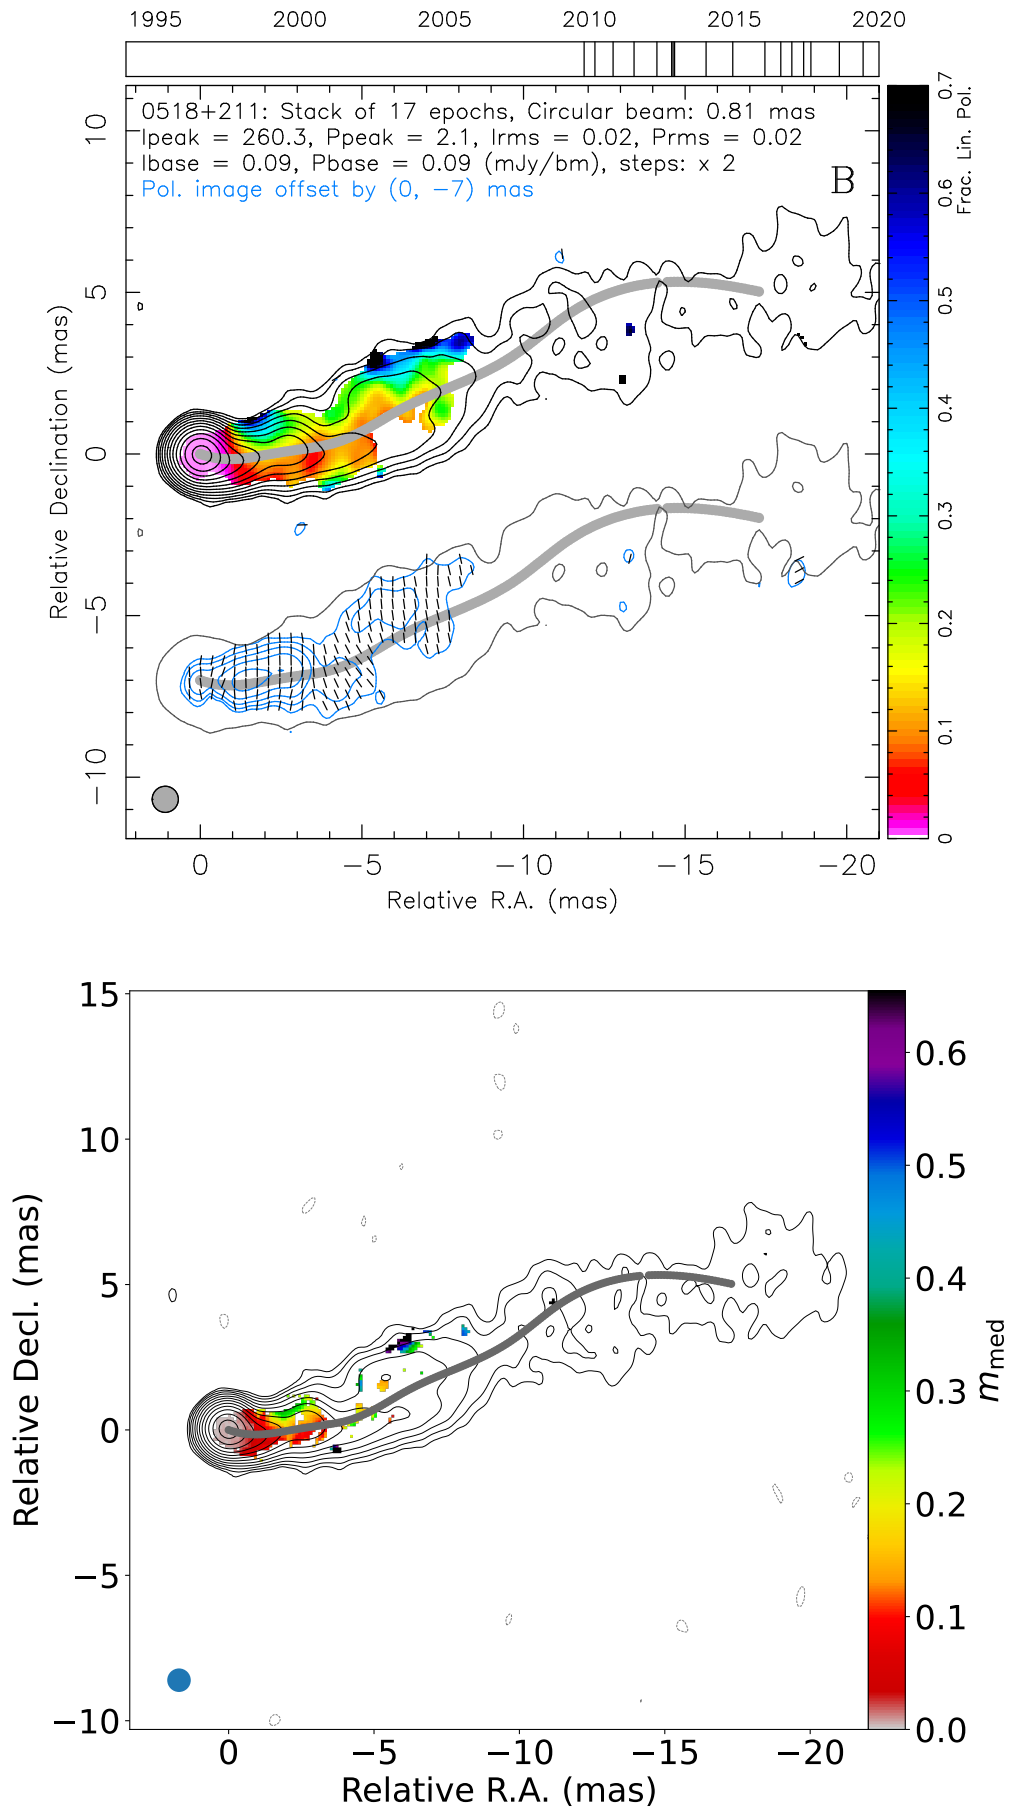 1995 2000 2005 2010 2015 2020
0518+211: Stack of 17 epochs, Circular beam: 0.81 mas
Ipeak = 260.3, Ppeak = 2.1, Irms = 0.02, Prms = 0.02
Ibase = 0.09, Pbase = 0.09 (mJy/bm), steps: x 2
Pol. image offset by (0, −7) mas
B
10
5
0
−5
−10
Relative Declination (mas)
0 −5 −10 −15 −20
Relative R.A. (mas)
0.7
0.6
0.5
0.4
0.3
0.2
0.1
0
Frac. Lin. Pol.
15
10
5
0
−5
−10
Relative Decl. (mas)
0 −5 −10 −15 −20
Relative R.A. (mas)
0.6
0.5
0.4
0.3
0.2
0.1
0.0
mmed